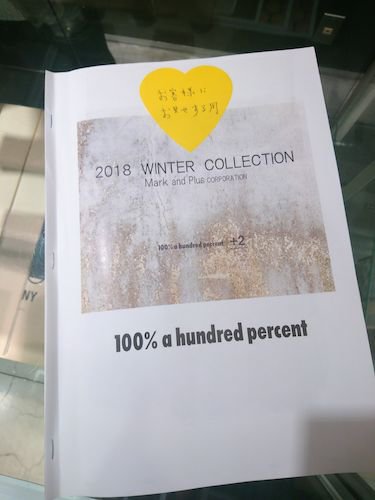 お客様に
お見せする用
2018 WINTER COLLECTION
Mark and Plus CORPORATION
100% a hundred percent +2
100% a hundred percent
NY